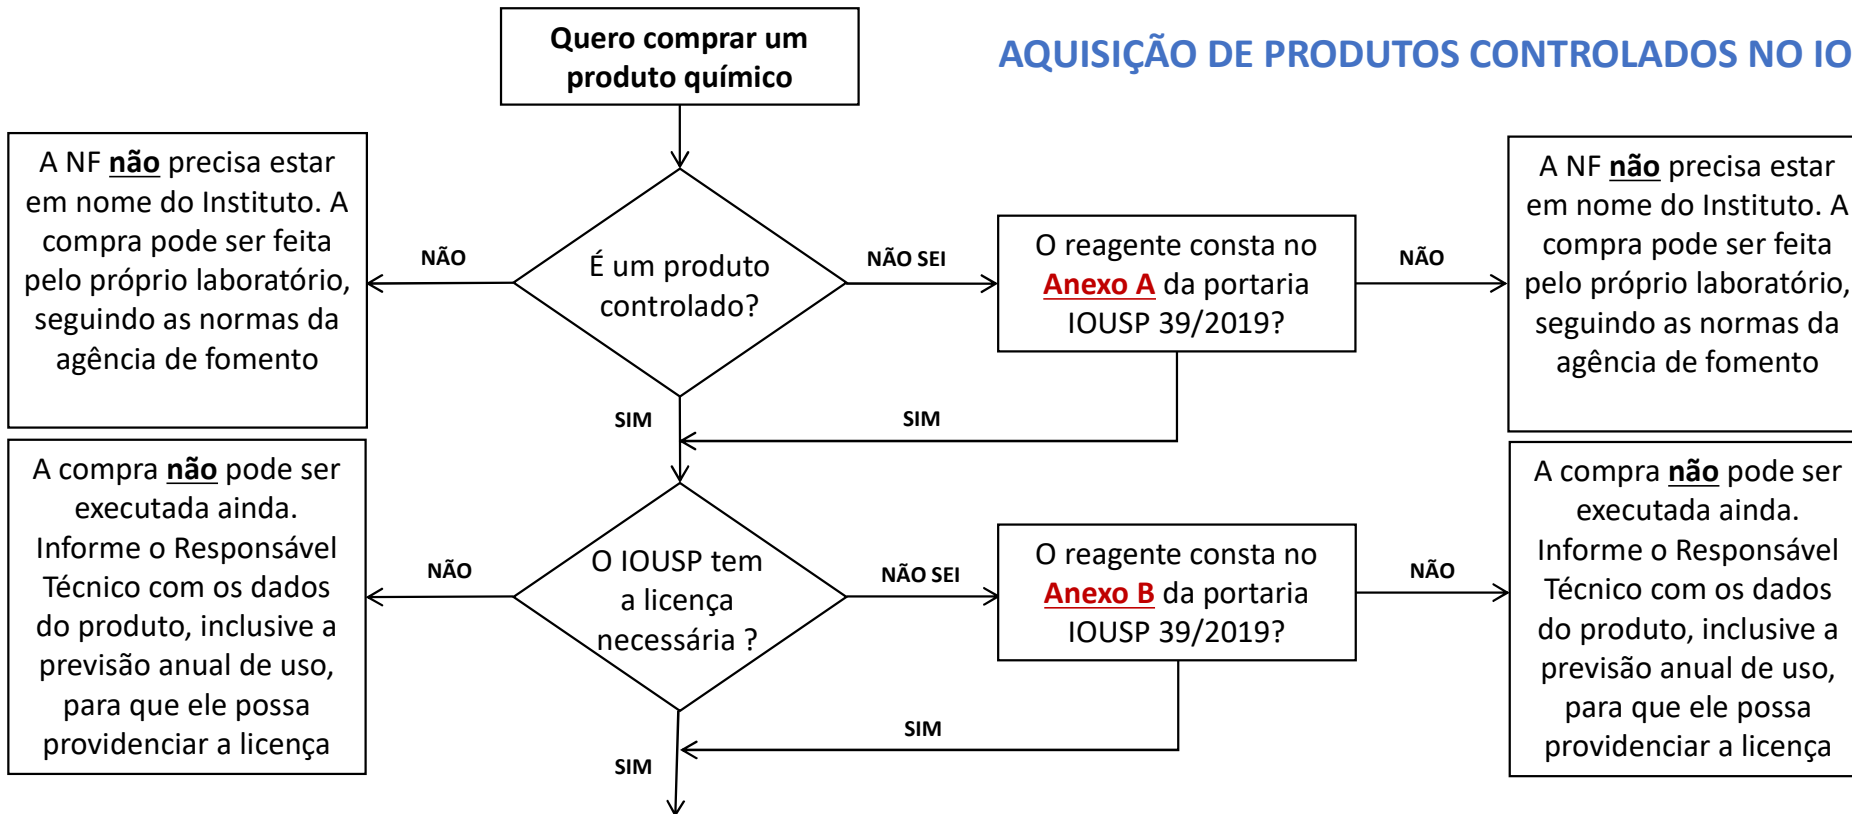 Quero comprar um
produto químico
AQUISIÇÃO DE PRODUTOS CONTROLADOS NO IO
A NF não precisa estar
em nome do Instituto. A
compra pode ser feita
pelo próprio laboratório,
seguindo as normas da
agência de fomento
NÃO
É um produto
controlado?
NÃO SEI
O reagente consta no
Anexo A da portaria
IOUSP 39/2019?
NÃO
A NF não precisa estar
em nome do Instituto. A
compra pode ser feita
pelo próprio laboratório,
seguindo as normas da
agência de fomento
SIM
SIM
A compra não pode ser
executada ainda.
Informe o Responsável
Técnico com os dados
do produto, inclusive a
previsão anual de uso,
para que ele possa
providenciar a licença
NÃO
O IOUSP tem
a licença
necessária ?
NÃO SEI
O reagente consta no
Anexo B da portaria
IOUSP 39/2019?
NÃO
A compra não pode ser
executada ainda.
Informe o Responsável
Técnico com os dados
do produto, inclusive a
previsão anual de uso,
para que ele possa
providenciar a licença
SIM
SIM